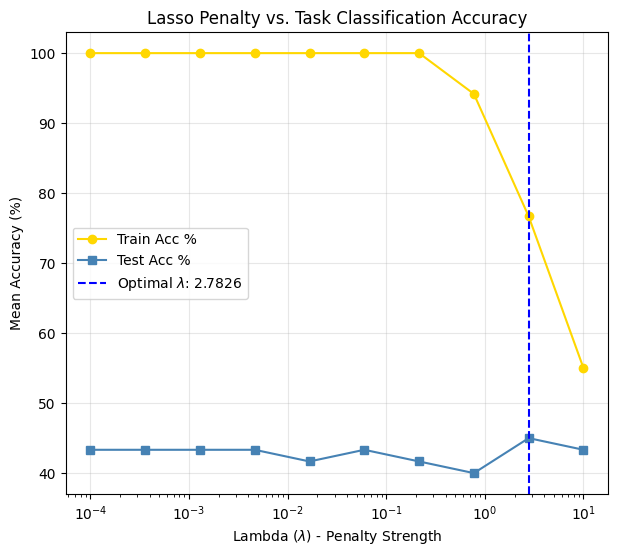 Lasso Penalty vs. Task Classification Accuracy
Mean Accuracy (%)
100
90
80
70
60
50
40
Train Acc %
Test Acc %
Optimal λ: 2.7826
10⁻⁴
10⁻³
10⁻²
10⁻¹
10⁰
10¹
Lambda (λ) - Penalty Strength